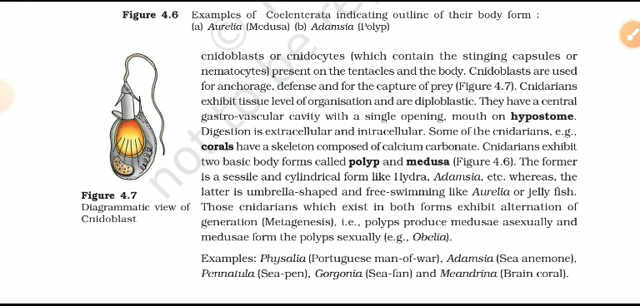 Figure 4.6 Examples of Coelenterata indicating outline of their body form :
(a) Aurelia (Medusa) (b) Adamsia (Polyp)
cnidoblasts or cnidocytes (which contain the stinging capsules or
nematocytes) present on the tentacles and the body. Cnidoblasts are used
for anchorage, defense and for the capture of prey (Figure 4.7). Cnidarians
exhibit tissue level of organisation and are diploblastic. They have a central
gastro-vascular cavity with a single opening, mouth on hypostome.
Digestion is extracellular and intracellular. Some of the cnidarians, e.g.,
corals have a skeleton composed of calcium carbonate. Cnidarians exhibit
two basic body forms called polyp and medusa (Figure 4.6). The former
is a sessile and cylindrical form like Hydra, Adamsia, etc. whereas, the
latter is umbrella-shaped and free-swimming like Aurelia or jelly fish.
Those cnidarians which exist in both forms exhibit alternation of
generation (Metagenesis), i.e., polyps produce medusae asexually and
medusae form the polyps sexually (e.g., Obelia).
Examples: Physalia (Portuguese man-of-war), Adamsia (Sea anemone),
Pennatula (Sea-pen), Gorgonia (Sea-fan) and Meandrina (Brain coral).
Figure 4.7
Diagrammatic view of
Cnidoblast